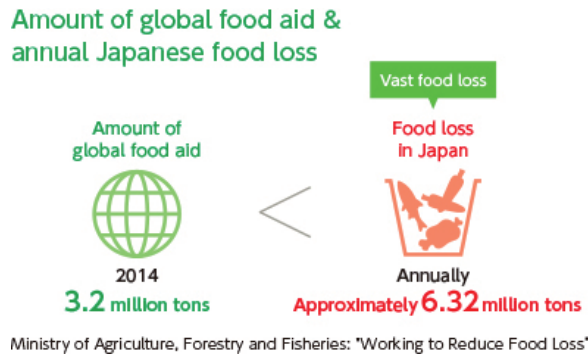 Amount of global food aid &
annual Japanese food loss
Vast food loss
Amount of
global food aid
Food loss
in Japan
2014
3.2 million tons
Annually
Approximately 6.32 million tons
Ministry of Agriculture, Forestry and Fisheries: "Working to Reduce Food Loss"